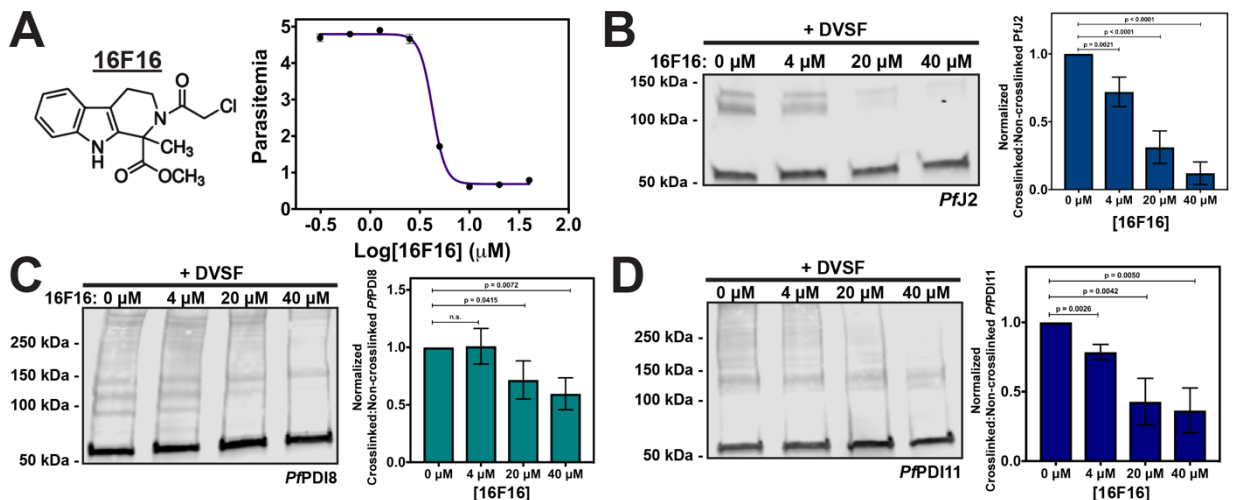 A
16F16
O
Cl
N
NH
CH3
O
OCH3
Parasitemia
5
4
3
2
1
0
-0.5 0.0 0.5 1.0 1.5 2.0
Log[16F16] (μM)
B
+ DVSF
16F16: 0 μM 4 μM 20 μM 40 μM
150 kDa -
100 kDa -
50 kDa -
PfJ2
Normalized
Crosslinked:Non-crosslinked PfJ2
p < 0.0001
p < 0.0001
p = 0.0021
1.0
0.5
0.0
0 μM 4 μM 20 μM 40 μM
[16F16]
C
+ DVSF
16F16: 0 μM 4 μM 20 μM 40 μM
250 kDa -
150 kDa -
100 kDa -
50 kDa -
PfPDI8
Normalized
Crosslinked:Non-crosslinked PfPDI8
p = 0.0072
p = 0.0415
n.s.
1.5
1.0
0.5
0.0
0 μM 4 μM 20 μM 40 μM
[16F16]
D
+ DVSF
0 μM 4 μM 20 μM 40 μM
250 kDa -
150 kDa -
100 kDa -
50 kDa -
PfPDI11
Normalized
Crosslinked:Non-crosslinked PfPDI11
p = 0.0050
p = 0.0042
p = 0.0026
1.0
0.5
0.0
0 μM 4 μM 20 μM 40 μM
[16F16]